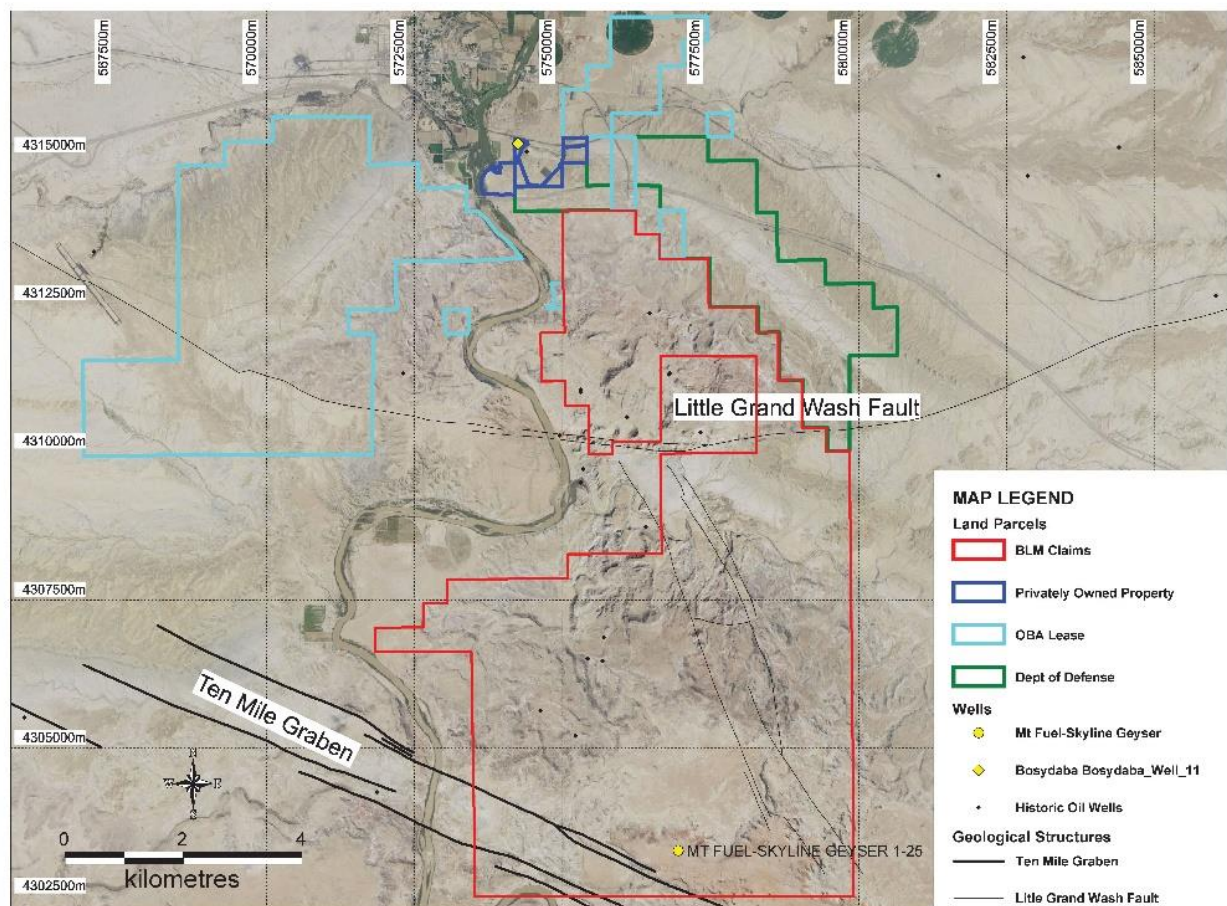 567500m
570000m
572500m
575000m
577500m
580000m
582500m
585000m
4315000m
4312500m
4310000m
4307500m
4305000m
4302500m
Little Grand Wash Fault
Ten Mile Graben
N
W E
S
0 2 4
kilometres
MT FUEL-SKYLINE GEYSER 1-25
MAP LEGEND
Land Parcels
BLM Claims
Privately Owned Property
OBA Lease
Dept of Defense
Wells
Mt Fuel-Skyline Geyser
Bosydaba Bosydaba_Well_11
Historic Oil Wells
Geological Structures
Ten Mile Graben
Little Grand Wash Fault